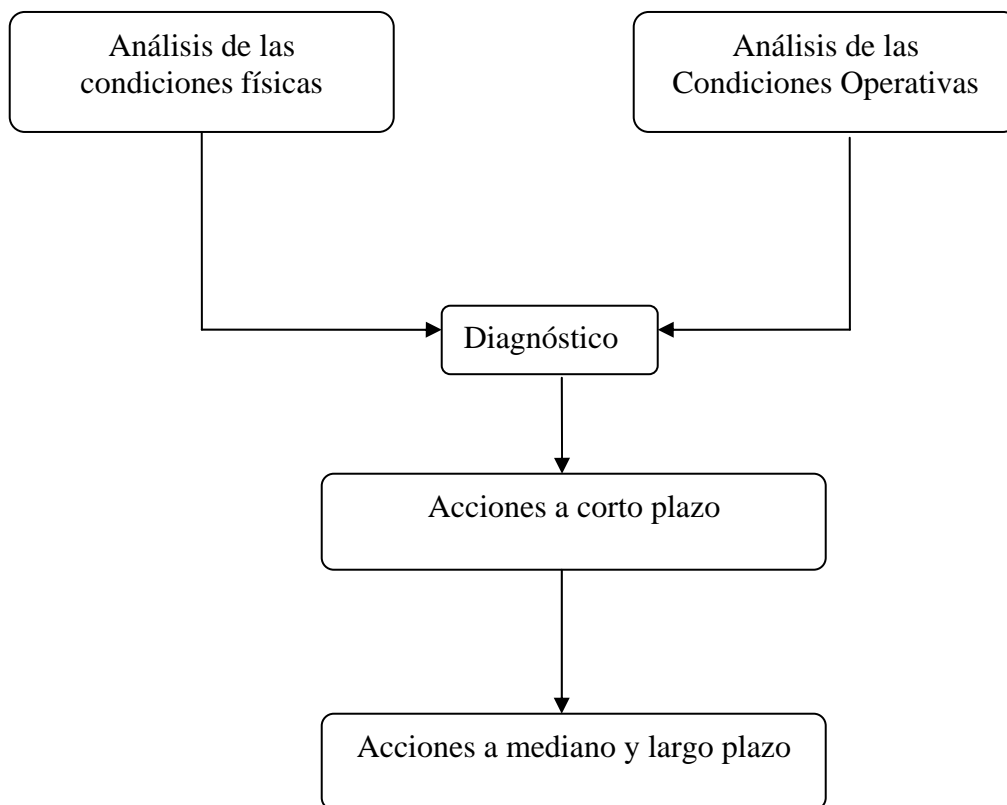 Análisis de las
condiciones físicas
Análisis de las
Condiciones Operativas
Diagnóstico
Acciones a corto plazo
Acciones a mediano y largo plazo